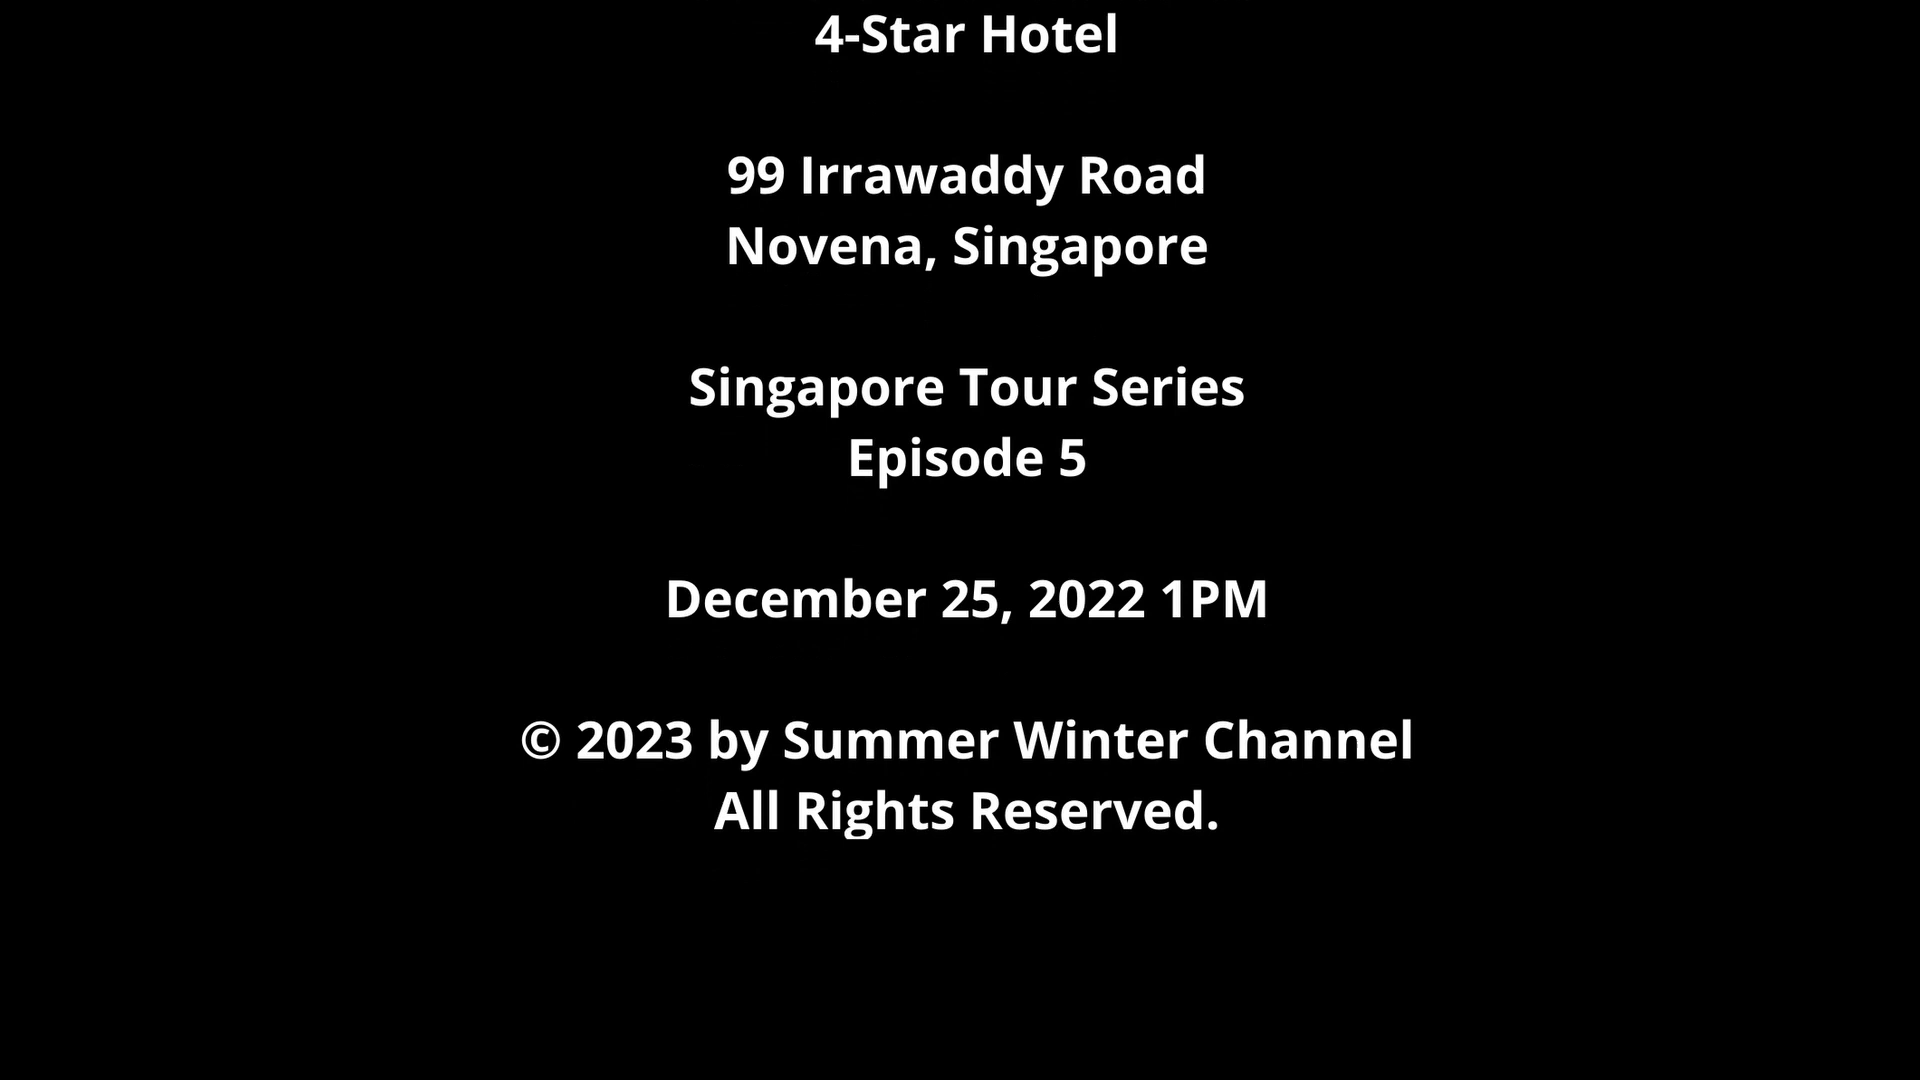 4-Star Hotel
99 Irrawaddy Road
Novena, Singapore
Singapore Tour Series
Episode 5
December 25, 2022 1PM
© 2023 by Summer Winter Channel
All Rights Reserved.